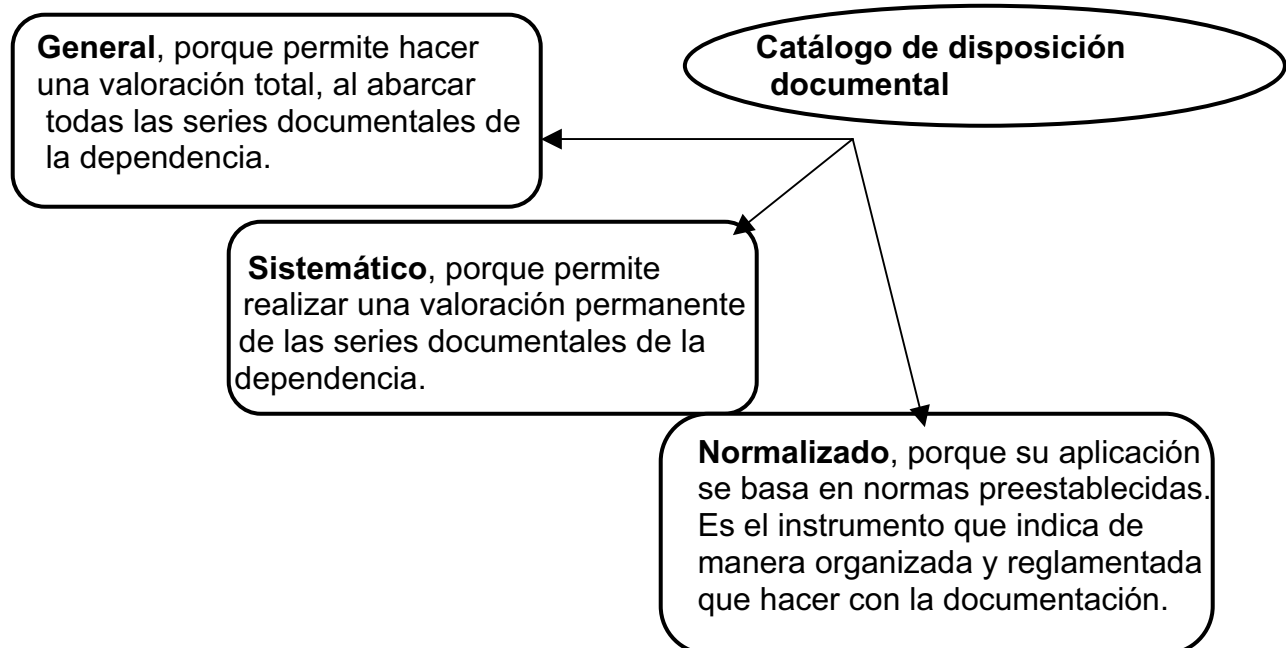 General, porque permite hacer
una valoración total, al abarcar
todas las series documentales de
la dependencia.
Catálogo de disposición
documental
Sistemático, porque permite
realizar una valoración permanente
de las series documentales de la
dependencia.
Normalizado, porque su aplicación
se basa en normas preestablecidas.
Es el instrumento que indica de
manera organizada y reglamentada
que hacer con la documentación.